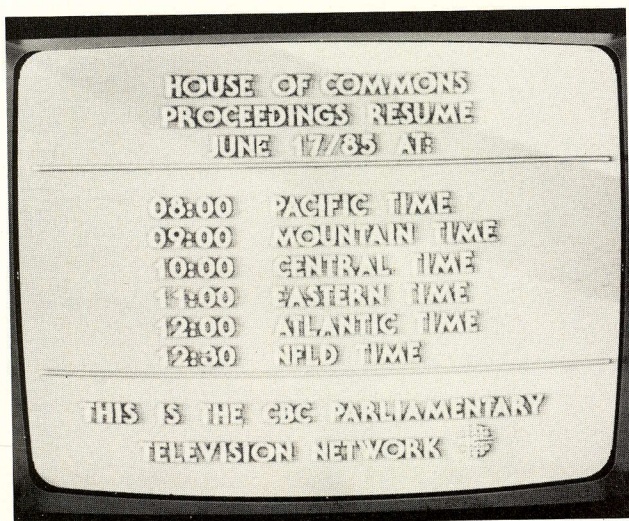 HOUSE OF COMMONS
PROCEEDINGS RESUME
JUNE 17/85 AT:
08:00 PACIFIC TIME
09:00 MOUNTAIN TIME
10:00 CENTRAL TIME
11:00 EASTERN TIME
12:00 ATLANTIC TIME
12:30 NFLD TIME
THIS IS THE CBC PARLIAMENTARY
TELEVISION NETWORK